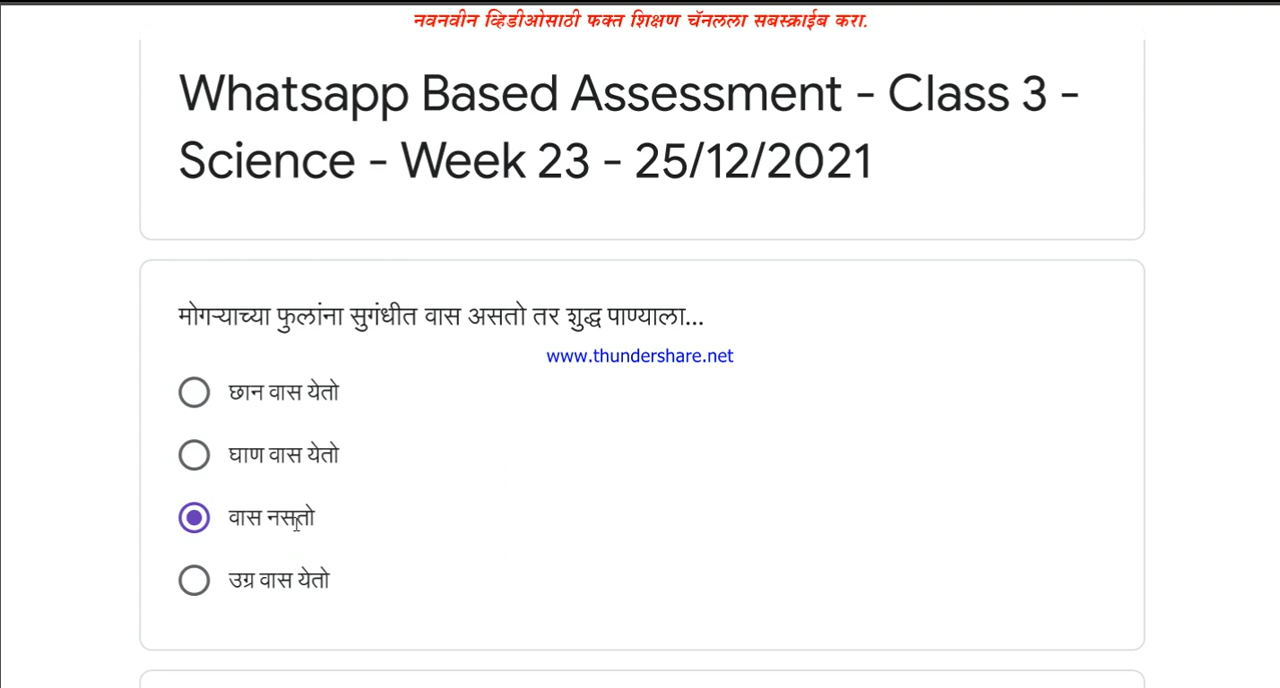 नवनवीन व्हिडीओसाठी फक्त शिक्षण चॅनलला सबस्क्राईब करा.
Whatsapp Based Assessment - Class 3 -
Science - Week 23 - 25/12/2021
मोगऱ्याच्या फुलांना सुगंधीत वास असतो तर शुद्ध पाण्याला...
www.thundershare.net
छान वास येतो
घाण वास येतो
वास नसतो
उग्र वास येतो